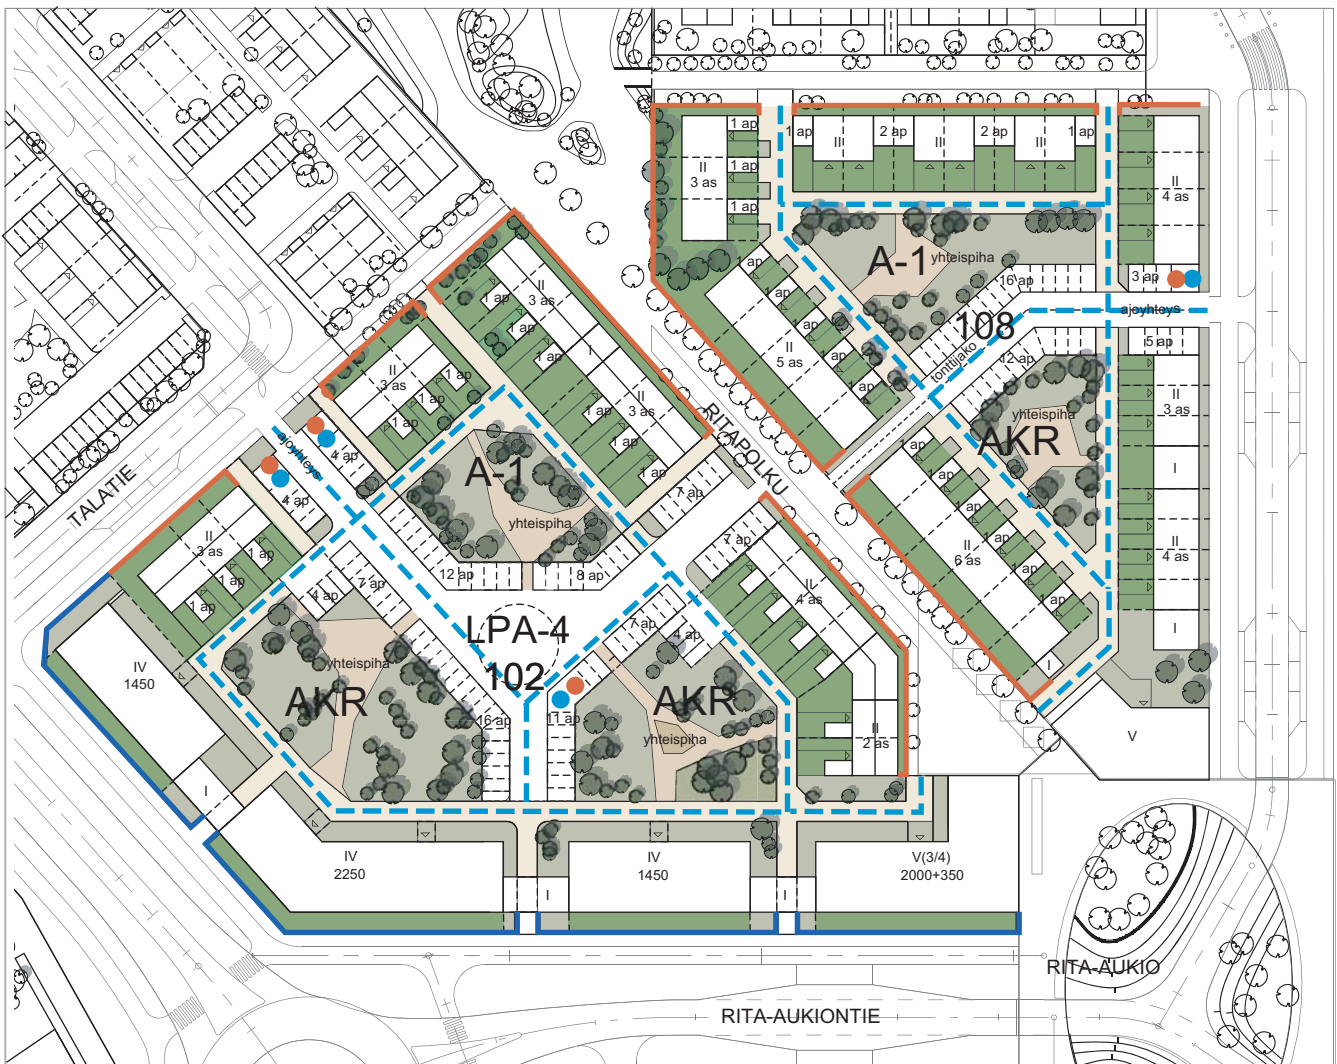 1 ap
1 ap
2 ap
2 ap
1 ap
II
II
II
1 ap
II
3 as
1 ap
II
4 as
A-1
yhteispiha
ap
16 ap
3 ap
1 ap
108
ajoyhteys
tonttijako
II
5 as
1 ap
12 ap
5 ap
1 ap
yhteispiha
AKR
II
3 as
I
II
3 as
1 ap
1 ap
I
1 ap
II
3 as
1 ap
1 ap
1 ap
II
3 as
1 ap
1 ap
1 ap
RITAPOLKU
TALATIE
ajoyhteys
4 ap
4 ap
A-1
yhteispiha
7 ap
7 ap
12 ap
8 ap
1 ap
1 ap
1 ap
1 ap
1 ap
II
6 as
II
4 as
I
I
II
3 as
1 ap
1 ap
1 ap
4 ap
7 ap
LPA-4
102
7 ap
4 ap
II
4 as
IV
1450
yhteispiha
AKR
16 ap
11 ap
AKR
yhteispiha
II
2 as
V
I
IV
2250
IV
1450
V(3/4)
2000+350
I
I
RITA-AUKIO
RITA-AUKIONTIE